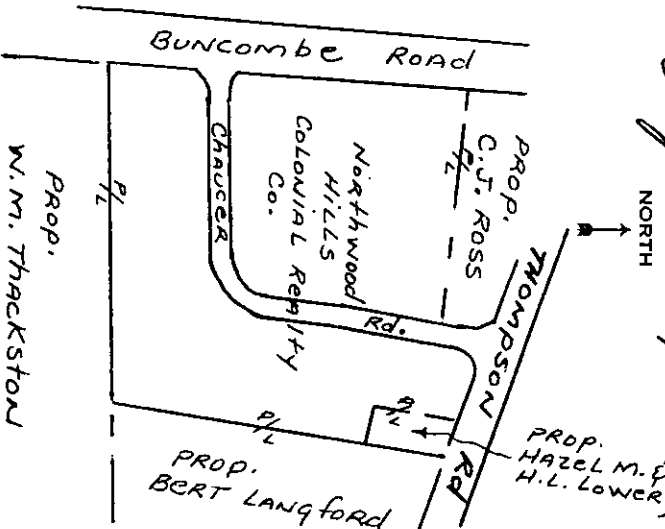 BUNCOMBE ROAD
NORTH
PROP.
C.J. ROSS
P/L
THOMPSON Rd
CHAUCER
Rd.
Northwood
Hills
COLONIAL REALTY
Co.
P/L
PROP.
W.M. THACKSTON
P/L
P/L
PROP.
HAZEL M. &
H.L. LOWER
PROP.
BERT LANGFORD